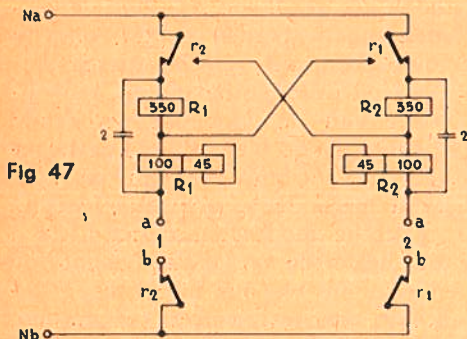 Na
r2 r1
350 R1 R2 350
2 2
Fig 47
100 45 45 100
R1 R2
a a
1 2
b b
r2 r1
Nb